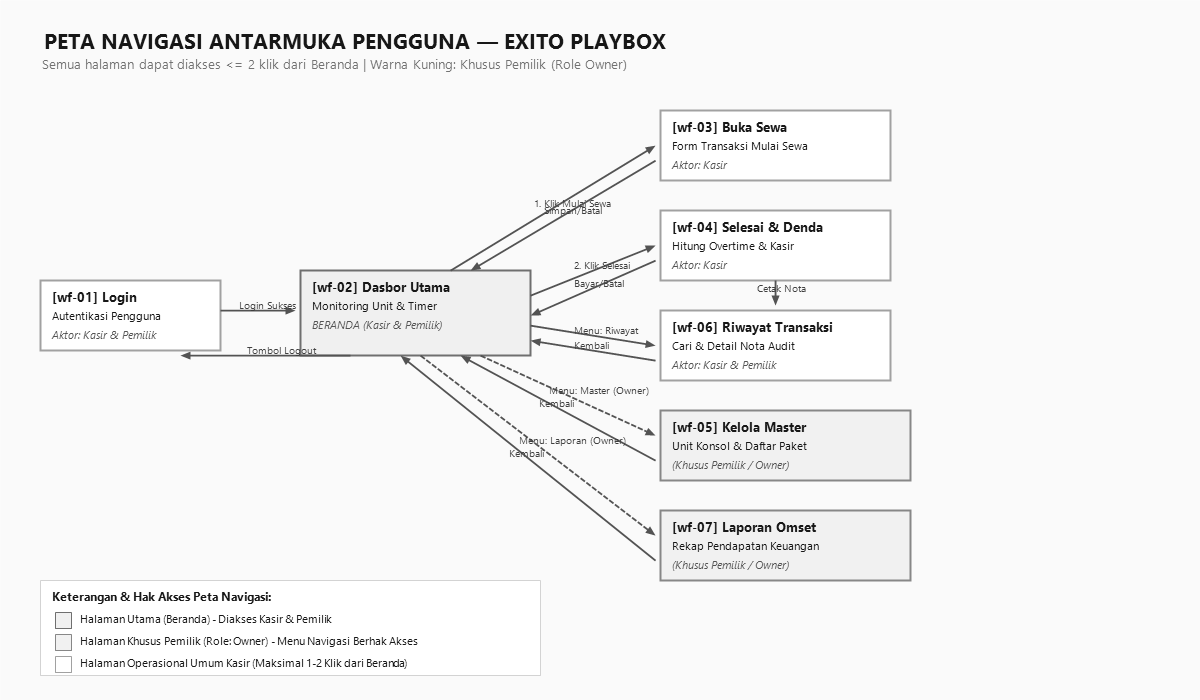 PETA NAVIGASI ANTARMUKA PENGGUNA — EXITO PLAYBOX
Semua halaman dapat diakses <= 2 klik dari Beranda | Warna Kuning: Khusus Pemilik (Role Owner)
[wf-03] Buka Sewa
Form Transaksi Mulai Sewa
Aktor: Kasir
1. Klik Mulai Sewa
Simpan/Batal
[wf-04] Selesai & Denda
Hitung Overtime & Kasir
Aktor: Kasir
2. Klik Selesai
Bayar/Batal
Cetak Nota
[wf-01] Login
Autentikasi Pengguna
Aktor: Kasir & Pemilik
Login Sukses
Tombol Logout
[wf-02] Dasbor Utama
Monitoring Unit & Timer
BERANDA (Kasir & Pemilik)
Menu: Riwayat
Kembali
[wf-06] Riwayat Transaksi
Cari & Detail Nota Audit
Aktor: Kasir & Pemilik
Menu: Master (Owner)
Kembali
[wf-05] Kelola Master
Unit Konsol & Daftar Paket
(Khusus Pemilik / Owner)
Menu: Laporan (Owner)
Kembali
[wf-07] Laporan Omset
Rekap Pendapatan Keuangan
(Khusus Pemilik / Owner)
Keterangan & Hak Akses Peta Navigasi:
Halaman Utama (Beranda) - Diakses Kasir & Pemilik
Halaman Khusus Pemilik (Role: Owner) - Menu Navigasi Berhak Akses
Halaman Operasional Umum Kasir (Maksimal 1-2 Klik dari Beranda)